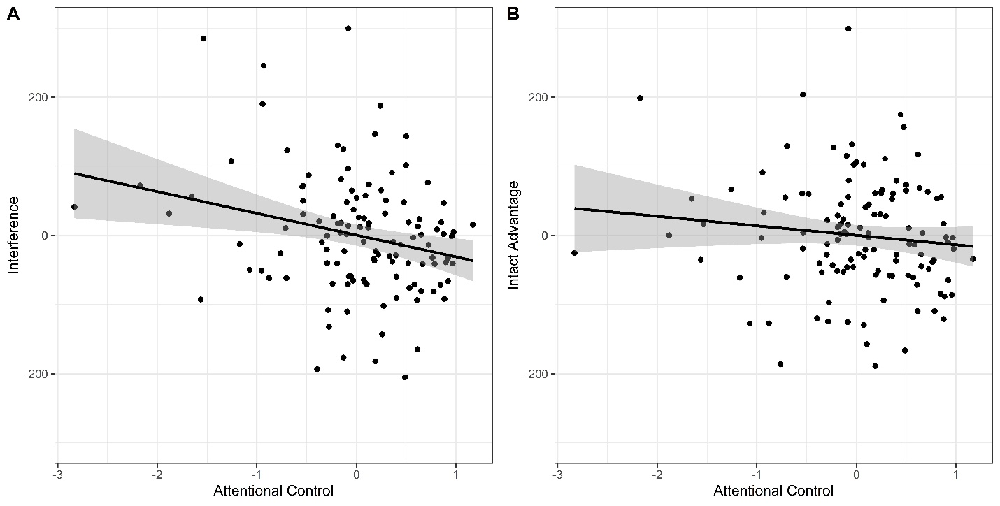 A
B
Interference
200
0
-200
-3
-2
-1
0
1
Attentional Control
Intact Advantage
200
0
-200
-3
-2
-1
0
1
Attentional Control